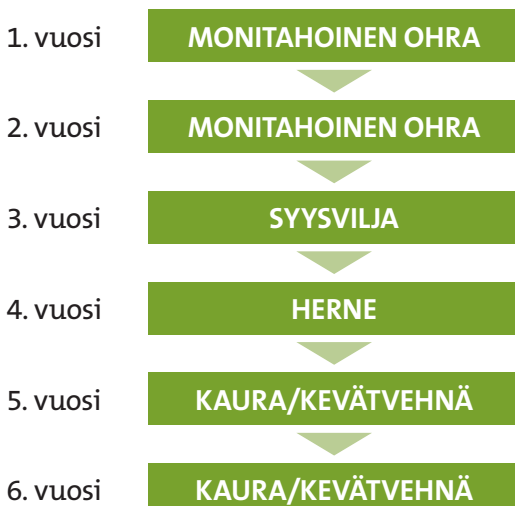 1. vuosi MONITAHOINEN OHRA
2. vuosi MONITAHOINEN OHRA
3. vuosi SYYSVILJA
4. vuosi HERNE
5. vuosi KAURA/KEVÄTVEHNÄ
6. vuosi KAURA/KEVÄTVEHNÄ